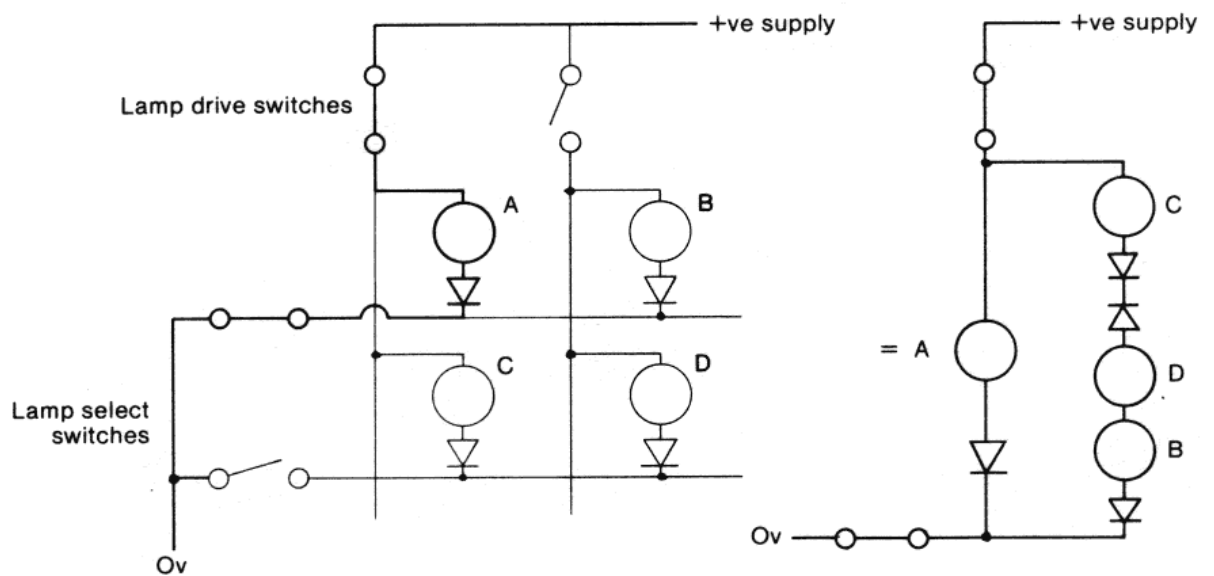 +ve supply
+ve supply
Lamp drive switches
A
B
C
C
D
= A
D
Lamp select
switches
B
Ov
Ov